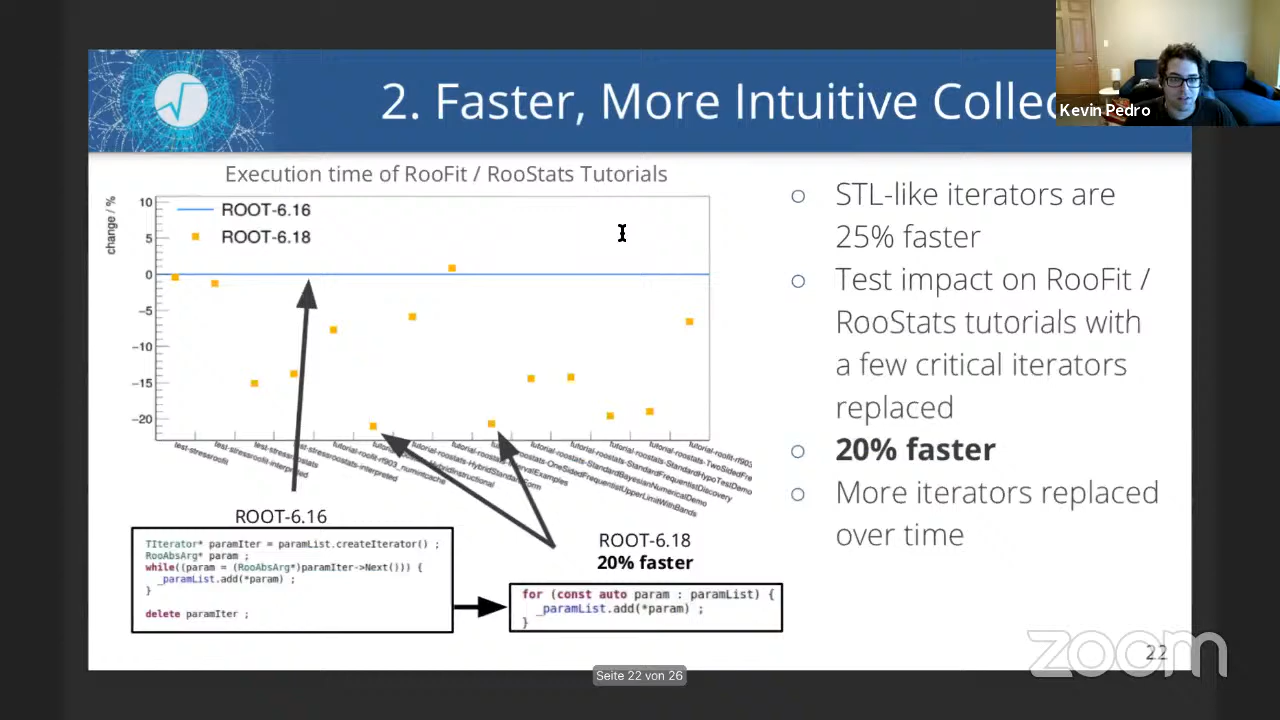 2. Faster, More Intuitive Collec
Kevin Pedro
Execution time of RooFit / RooStats Tutorials
change / %
10
5
0
−5
−10
−15
−20
ROOT-6.16
ROOT-6.18
test-stressroofit
test-stressroofit-interpreted
ROOT-6.16
TIterator* paramIter = paramList.createIterator() ;
RooAbsArg* param ;
while((param = (RooAbsArg*)paramIter->Next())) {
_paramList.add(*param) ;
}
delete paramIter ;
ROOT-6.18
20% faster
for (const auto param : paramList) {
_paramList.add(*param) ;
}
○ STL-like iterators are
25% faster
○ Test impact on RooFit /
RooStats tutorials with
a few critical iterators
replaced
○ 20% faster
○ More iterators replaced
over time
22
zoom
Seite 22 von 26